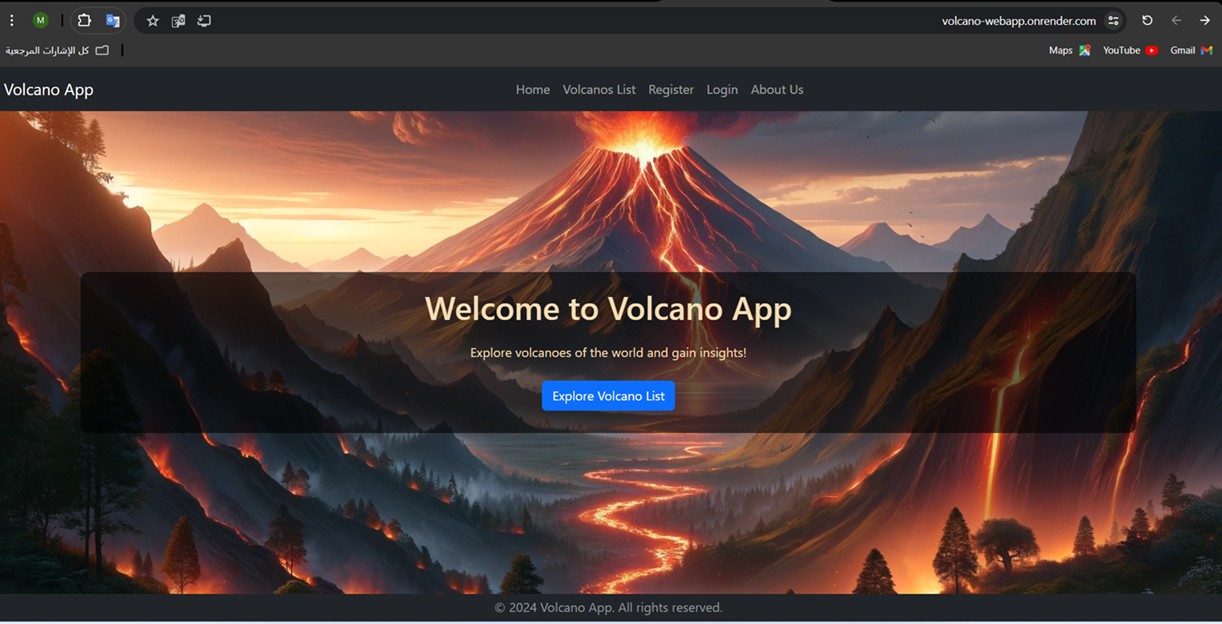 M
volcano-webapp.onrender.com
كل الإشارات المرجعية
Maps YouTube Gmail
Volcano App
Home Volcanos List Register Login About Us
Welcome to Volcano App
Explore volcanoes of the world and gain insights!
Explore Volcano List
© 2024 Volcano App. All rights reserved.